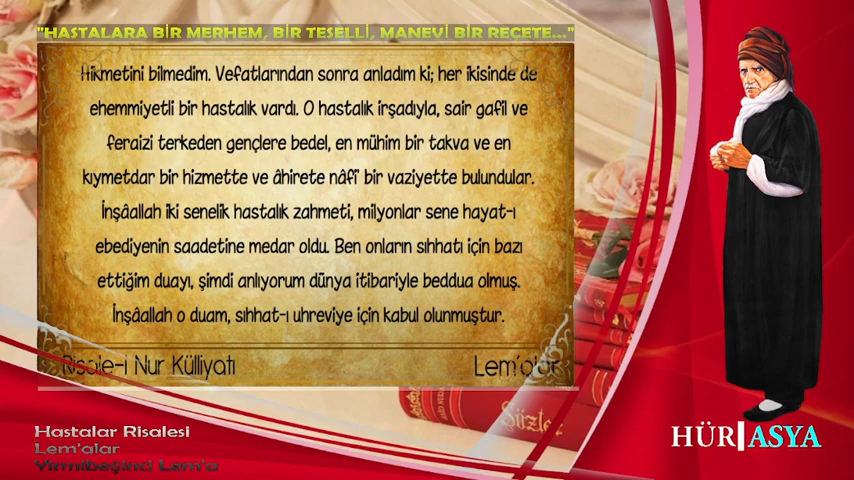 "HASTALARA BİR MERHEM, BİR TESELLİ, MANEVİ BİR REÇETE..."
Hikmetini bilmedim. Vefatlarından sonra anladım ki; her ikisinde de
ehemmiyetli bir hastalık vardı. O hastalık irşadıyla, sair gafil ve
feraizi terkeden gençlere bedel, en mühim bir takva ve en
kıymetdar bir hizmette ve âhirete nâfi' bir vaziyette bulundular.
İnşâallah iki senelik hastalık zahmeti, milyonlar sene hayat-ı
ebediyenin saadetine medar oldu. Ben onların sıhhatı için bazı
ettiğim duayı, şimdi anlıyorum dünya itibariyle beddua olmuş.
İnşâallah o duam, sıhhat-ı uhreviye için kabul olunmuştur.
Risale-i Nur Külliyatı Lem'alar
Sözler
Hastalar Risalesi
Lem'alar
Yirmibeşinci Lem'a
HÜR ASYA